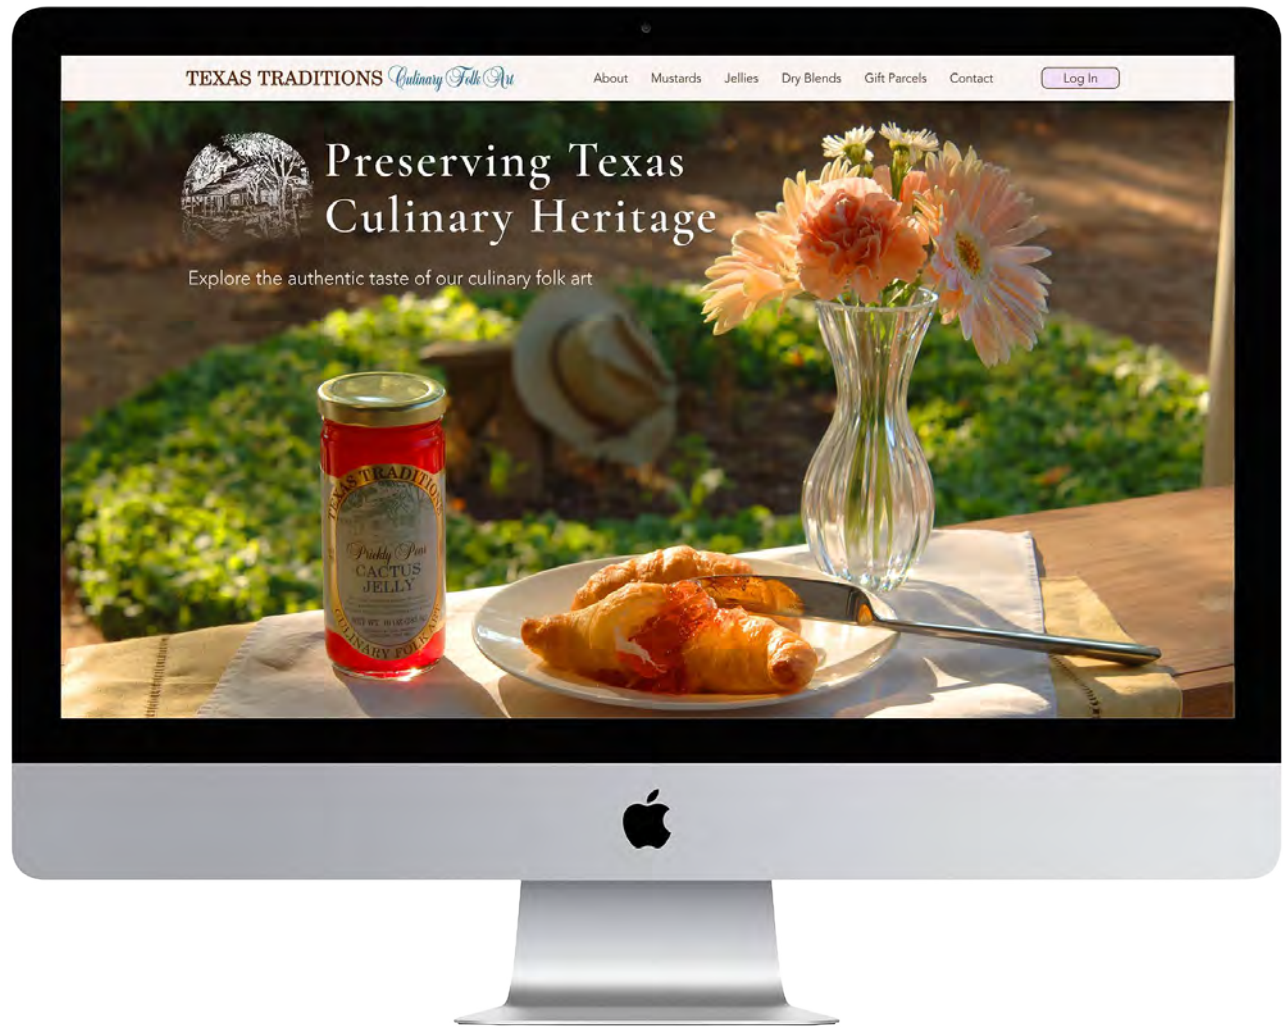 TEXAS TRADITIONS Culinary Folk Art
About Mustards Jellies Dry Blends Gift Parcels Contact Log In
Preserving Texas
Culinary Heritage
Explore the authentic taste of our culinary folk art
TEXAS TRADITIONS
Prickly Pear
CACTUS
JELLY
CULINARY FOLK ART